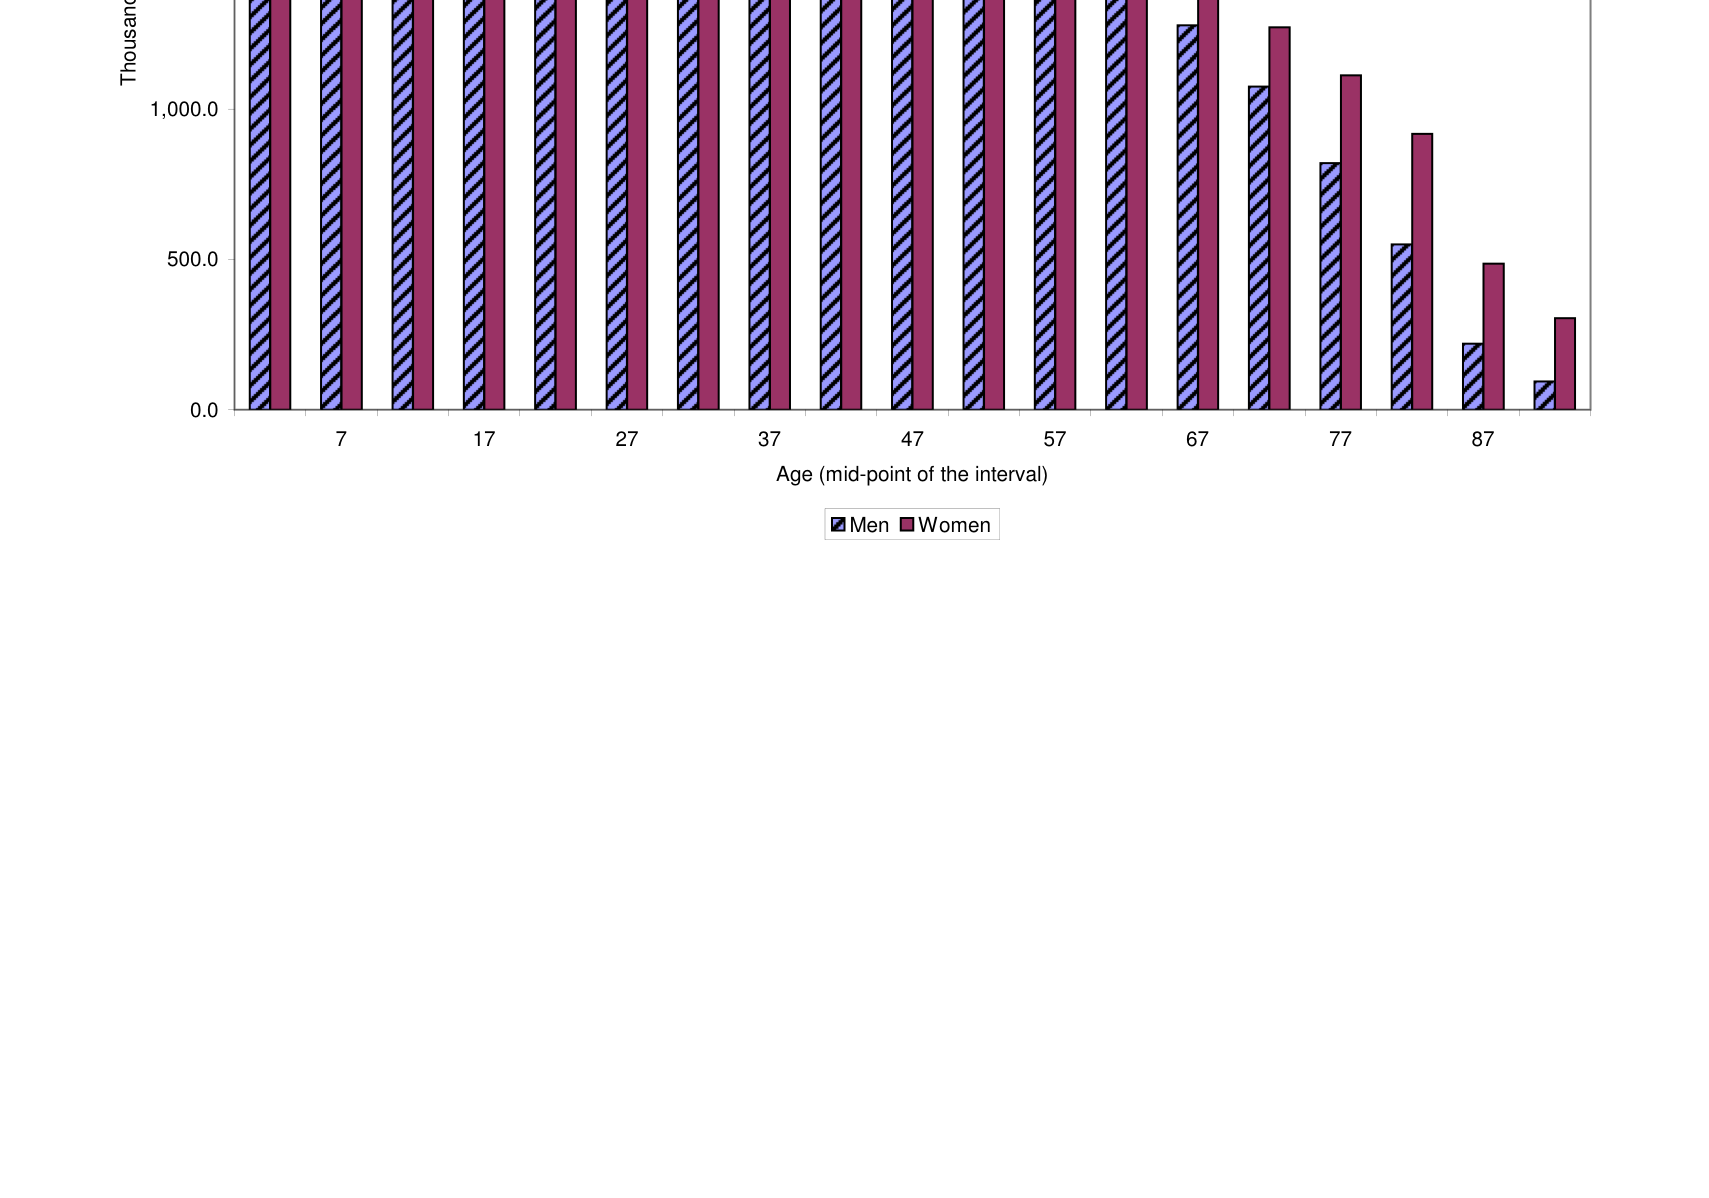 1,000.0
500.0
0.0
7 17 27 37 47 57 67 77 87
Age (mid-point of the interval)
Men Women